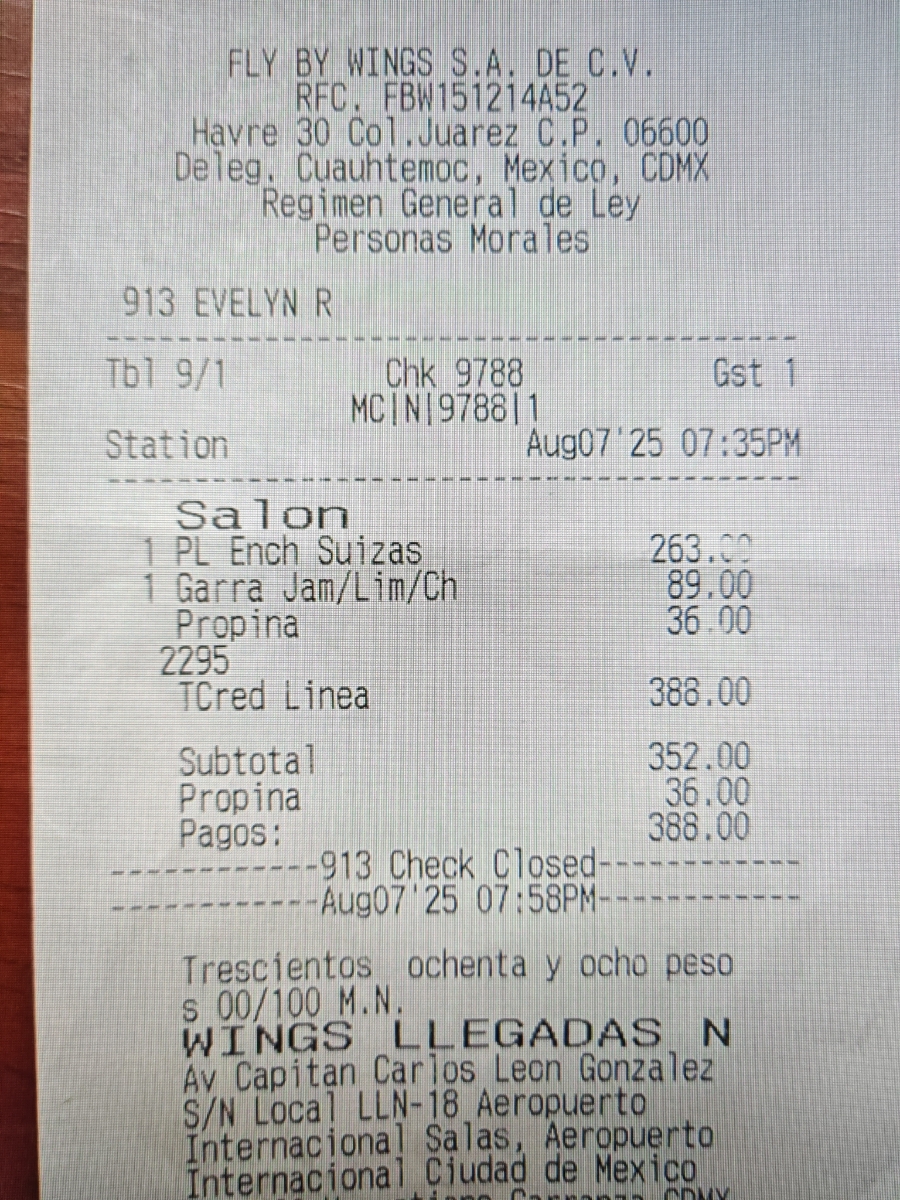 FLY BY WINGS S.A. DE C.V.
RFC. FBW151214A52
Havre 30 Col.Juarez C.P. 06600
Deleg. Cuauhtemoc, Mexico, CDMX
Regimen General de Ley
Personas Morales
913 EVELYN R
Tbl 9/1 Chk 9788 Gst 1
MC|N|9788|1
Station Aug07'25 07:35PM
Salon
1 PL Ench Suizas 263.00
1 Garra Jam/Lim/Ch 89.00
Propina 36.00
2295
TCred Linea 388.00
Subtotal 352.00
Propina 36.00
Pagos: 388.00
------------913 Check Closed------------
------------Aug07'25 07:58PM------------
Trescientos ochenta y ocho peso
s 00/100 M.N.
WINGS LLEGADAS N
Av Capitan Carlos Leon Gonzalez
S/N Local LLN-18 Aeropuerto
Internacional Salas, Aeropuerto
Internacional Ciudad de Mexico